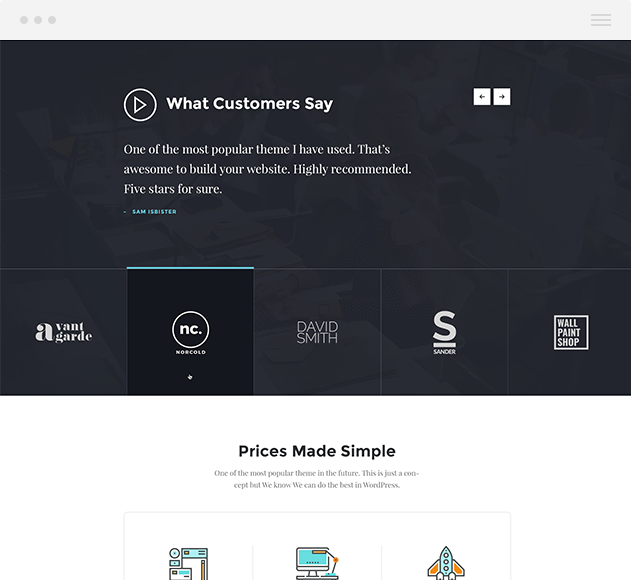 What Customers Say
One of the most popular theme I have used. That's
awesome to build your website. Highly recommended.
Five stars for sure.
- SAM ISBISTER
avant
garde
nc.
NORCOLD
DAVID
SMITH
S
SANDER
WALL
PAINT
SHOP
Prices Made Simple
One of the most popular theme in the future. This is just a con-
cept but We know We can do the best in WordPress.